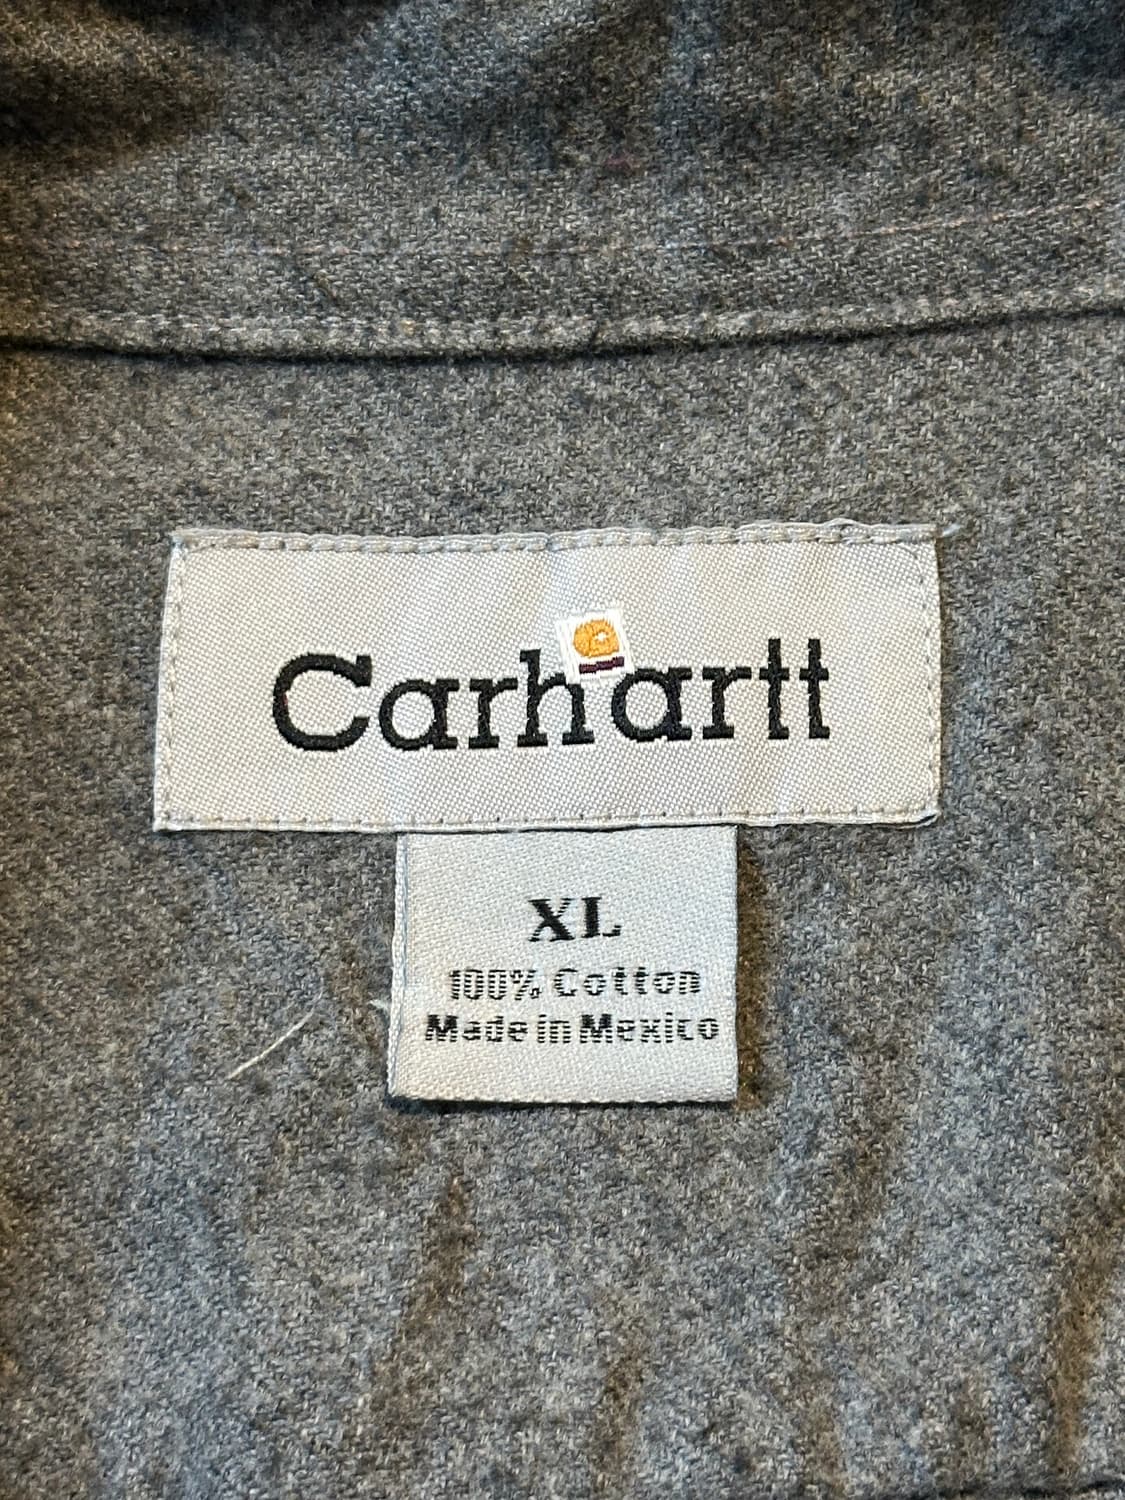 Carhartt
XL
100% Cotton
Made in Mexico